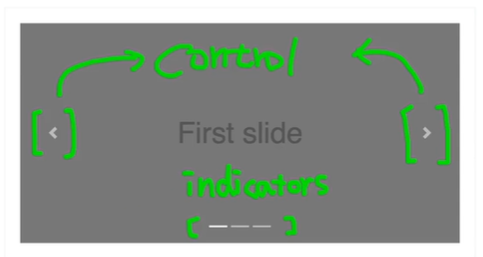 Control
First slide
indicators